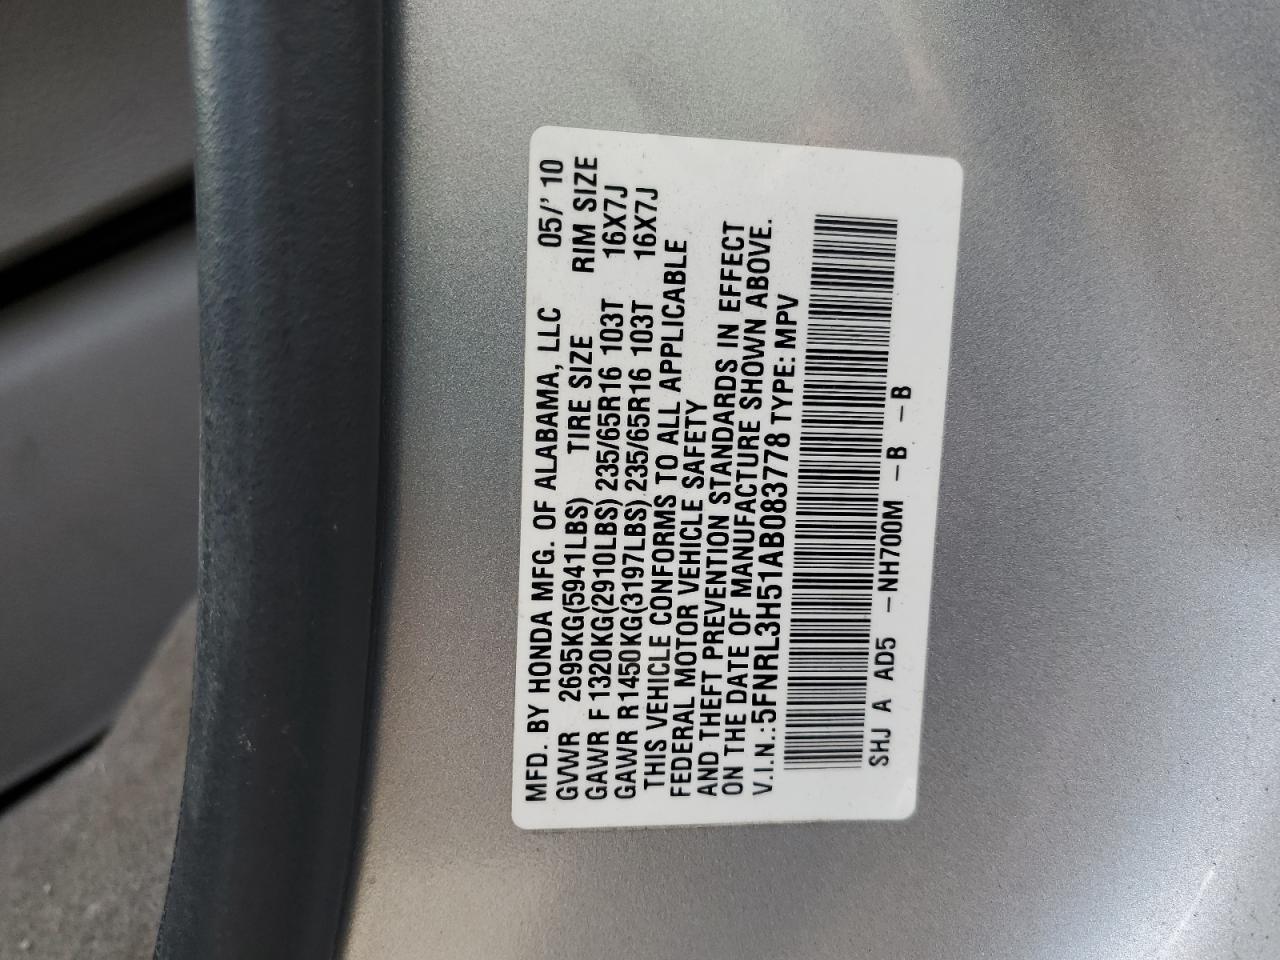 MFD. BY HONDA MFG. OF ALABAMA, LLC 05/' 10
GVWR 2695KG(5941LBS) TIRE SIZE RIM SIZE
GAWR F 1320KG(2910LBS) 235/65R16 103T 16X7J
GAWR R 1450KG(3197LBS) 235/65R16 103T 16X7J
THIS VEHICLE CONFORMS TO ALL APPLICABLE
FEDERAL MOTOR VEHICLE SAFETY
AND THEFT PREVENTION STANDARDS IN EFFECT
ON THE DATE OF MANUFACTURE SHOWN ABOVE.
V.I.N.: 5FNRL3H51AB083778 TYPE: MPV
SHJ A AD5 -NH700M -B -B